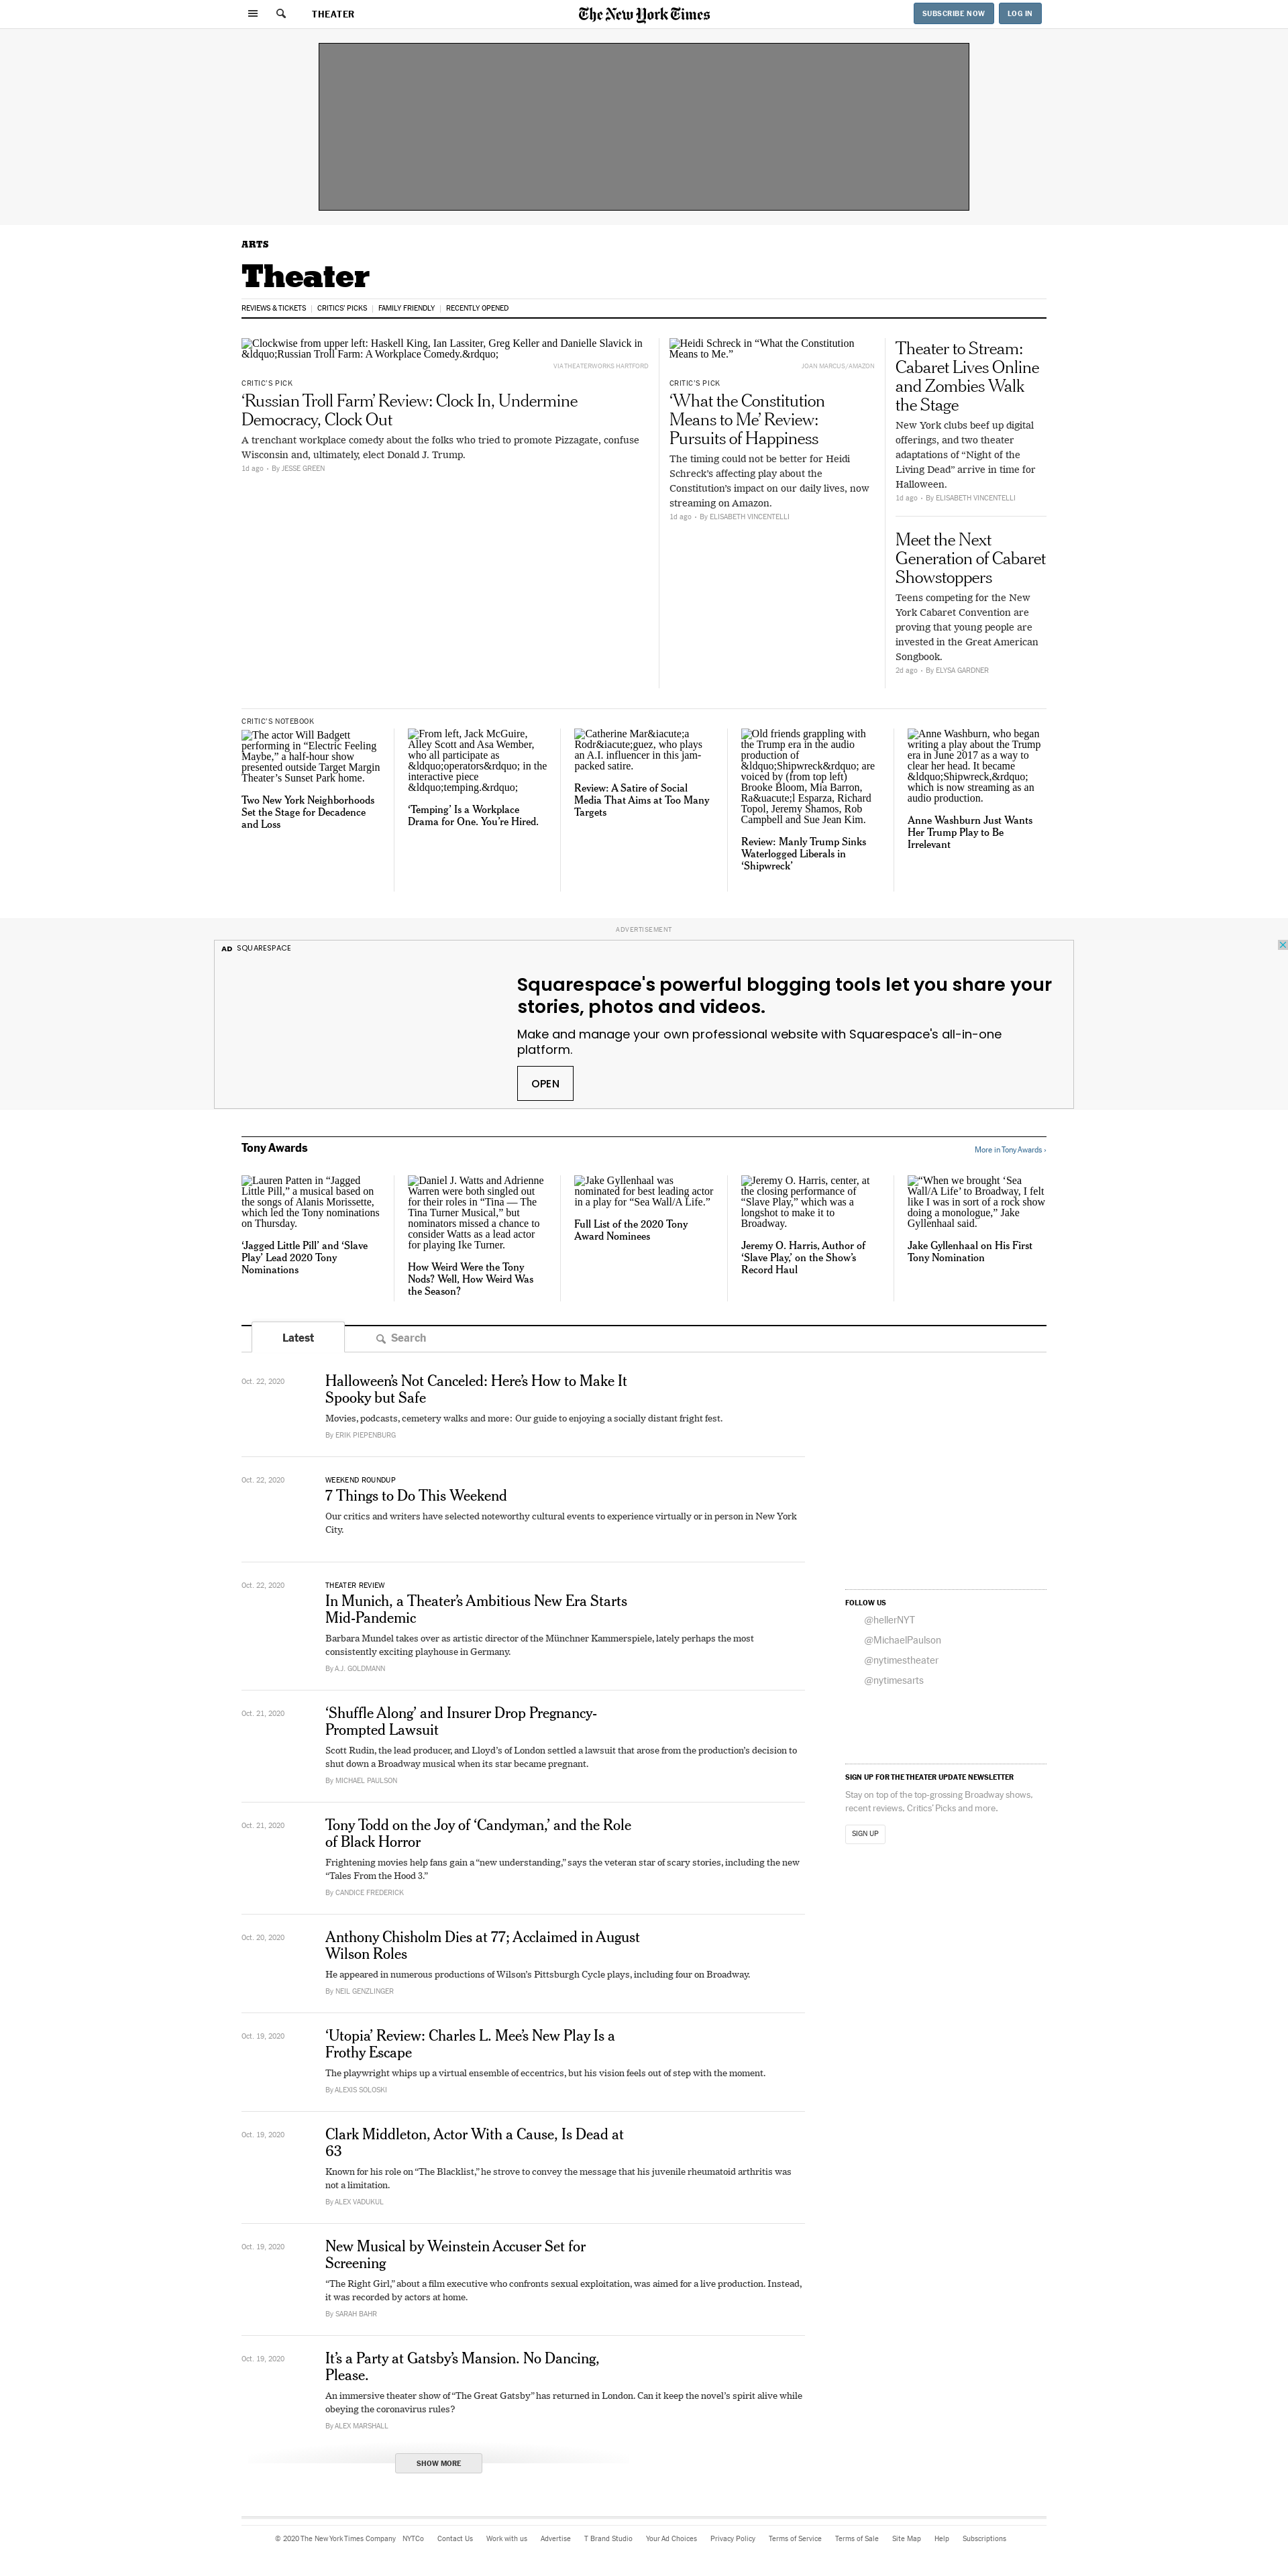 THEATER
The New York Times
SUBSCRIBE NOW
LOG IN
ARTS
Theater
REVIEWS & TICKETS
CRITICS' PICKS
FAMILY FRIENDLY
RECENTLY OPENED
Clockwise from upper left: Haskell King, Ian Lassiter, Greg Keller and Danielle Slavick in
&ldquo;Russian Troll Farm: A Workplace Comedy.&rdquo;
VIA THEATERWORKS HARTFORD
CRITIC'S PICK
‘Russian Troll Farm’ Review: Clock In, Undermine
Democracy, Clock Out
A trenchant workplace comedy about the folks who tried to promote Pizzagate, confuse
Wisconsin and, ultimately, elect Donald J. Trump.
1d ago • By JESSE GREEN
Heidi Schreck in “What the Constitution
Means to Me.”
JOAN MARCUS/AMAZON
CRITIC'S PICK
‘What the Constitution
Means to Me’ Review:
Pursuits of Happiness
The timing could not be better for Heidi
Schreck’s affecting play about the
Constitution’s impact on our daily lives, now
streaming on Amazon.
1d ago • By ELISABETH VINCENTELLI
Theater to Stream:
Cabaret Lives Online
and Zombies Walk
the Stage
New York clubs beef up digital
offerings, and two theater
adaptations of “Night of the
Living Dead” arrive in time for
Halloween.
1d ago • By ELISABETH VINCENTELLI
Meet the Next
Generation of Cabaret
Showstoppers
Teens competing for the New
York Cabaret Convention are
proving that young people are
invested in the Great American
Songbook.
2d ago • By ELYSA GARDNER
CRITIC'S NOTEBOOK
The actor Will Badgett
performing in “Electric Feeling
Maybe,” a half-hour show
presented outside Target Margin
Theater’s Sunset Park home.
Two New York Neighborhoods
Set the Stage for Decadence
and Loss
From left, Jack McGuire,
Alley Scott and Asa Wember,
who all participate as
&ldquo;operators&rdquo; in the
interactive piece
&ldquo;temping.&rdquo;
‘Temping’ Is a Workplace
Drama for One. You’re Hired.
Catherine Mar&iacute;a
Rodr&iacute;guez, who plays
an A.I. influencer in this jam-
packed satire.
Review: A Satire of Social
Media That Aims at Too Many
Targets
Old friends grappling with
the Trump era in the audio
production of
&ldquo;Shipwreck&rdquo; are
voiced by (from top left)
Brooke Bloom, Mia Barron,
Ra&uacute;l Esparza, Richard
Topol, Jeremy Shamos, Rob
Campbell and Sue Jean Kim.
Review: Manly Trump Sinks
Waterlogged Liberals in
‘Shipwreck’
Anne Washburn, who began
writing a play about the Trump
era in June 2017 as a way to
clear her head. It became
&ldquo;Shipwreck,&rdquo;
which is now streaming as an
audio production.
Anne Washburn Just Wants
Her Trump Play to Be
Irrelevant
ADVERTISEMENT
AD SQUARESPACE
Squarespace's powerful blogging tools let you share your
stories, photos and videos.
Make and manage your own professional website with Squarespace's all-in-one
platform.
OPEN
Tony Awards
More in Tony Awards ›
Lauren Patten in “Jagged
Little Pill,” a musical based on
the songs of Alanis Morissette,
which led the Tony nominations
on Thursday.
‘Jagged Little Pill’ and ‘Slave
Play’ Lead 2020 Tony
Nominations
Daniel J. Watts and Adrienne
Warren were both singled out
for their roles in “Tina — The
Tina Turner Musical,” but
nominators missed a chance to
consider Watts as a lead actor
for playing Ike Turner.
How Weird Were the Tony
Nods? Well, How Weird Was
the Season?
Jake Gyllenhaal was
nominated for best leading actor
in a play for “Sea Wall/A Life.”
Full List of the 2020 Tony
Award Nominees
Jeremy O. Harris, center, at
the closing performance of
“Slave Play,” which was a
longshot to make it to
Broadway.
Jeremy O. Harris, Author of
‘Slave Play,’ on the Show’s
Record Haul
“When we brought ‘Sea
Wall/A Life’ to Broadway, I felt
like I was in sort of a rock show
doing a monologue,” Jake
Gyllenhaal said.
Jake Gyllenhaal on His First
Tony Nomination
Latest
Search
Oct. 22, 2020
Halloween’s Not Canceled: Here’s How to Make It
Spooky but Safe
Movies, podcasts, cemetery walks and more: Our guide to enjoying a socially distant fright fest.
By ERIK PIEPENBURG
Oct. 22, 2020
WEEKEND ROUNDUP
7 Things to Do This Weekend
Our critics and writers have selected noteworthy cultural events to experience virtually or in person in New York
City.
Oct. 22, 2020
THEATER REVIEW
In Munich, a Theater’s Ambitious New Era Starts
Mid-Pandemic
Barbara Mundel takes over as artistic director of the Münchner Kammerspiele, lately perhaps the most
consistently exciting playhouse in Germany.
By A.J. GOLDMANN
Oct. 21, 2020
‘Shuffle Along’ and Insurer Drop Pregnancy-
Prompted Lawsuit
Scott Rudin, the lead producer, and Lloyd’s of London settled a lawsuit that arose from the production’s decision to
shut down a Broadway musical when its star became pregnant.
By MICHAEL PAULSON
Oct. 21, 2020
Tony Todd on the Joy of ‘Candyman,’ and the Role
of Black Horror
Frightening movies help fans gain a “new understanding,” says the veteran star of scary stories, including the new
“Tales From the Hood 3.”
By CANDICE FREDERICK
Oct. 20, 2020
Anthony Chisholm Dies at 77; Acclaimed in August
Wilson Roles
He appeared in numerous productions of Wilson’s Pittsburgh Cycle plays, including four on Broadway.
By NEIL GENZLINGER
Oct. 19, 2020
‘Utopia’ Review: Charles L. Mee’s New Play Is a
Frothy Escape
The playwright whips up a virtual ensemble of eccentrics, but his vision feels out of step with the moment.
By ALEXIS SOLOSKI
Oct. 19, 2020
Clark Middleton, Actor With a Cause, Is Dead at
63
Known for his role on “The Blacklist,” he strove to convey the message that his juvenile rheumatoid arthritis was
not a limitation.
By ALEX VADUKUL
Oct. 19, 2020
New Musical by Weinstein Accuser Set for
Screening
“The Right Girl,” about a film executive who confronts sexual exploitation, was aimed for a live production. Instead,
it was recorded by actors at home.
By SARAH BAHR
Oct. 19, 2020
It’s a Party at Gatsby’s Mansion. No Dancing,
Please.
An immersive theater show of “The Great Gatsby” has returned in London. Can it keep the novel’s spirit alive while
obeying the coronavirus rules?
By ALEX MARSHALL
SHOW MORE
FOLLOW US
@hellerNYT
@MichaelPaulson
@nytimestheater
@nytimesarts
SIGN UP FOR THE THEATER UPDATE NEWSLETTER
Stay on top of the top-grossing Broadway shows,
recent reviews, Critics’ Picks and more.
SIGN UP
© 2020 The New York Times Company NYTCo Contact Us Work with us Advertise T Brand Studio Your Ad Choices Privacy Policy Terms of Service Terms of Sale Site Map Help Subscriptions